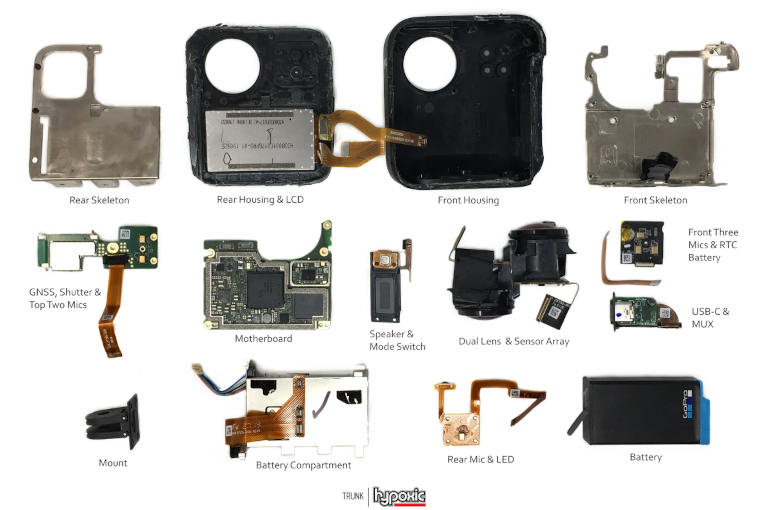 Rear Skeleton
Rear Housing & LCD
Front Housing
Front Skeleton
GNSS, Shutter &
Top Two Mics
Motherboard
Speaker &
Mode Switch
Dual Lens & Sensor Array
Front Three
Mics & RTC
Battery
USB-C &
MUX
Mount
Battery Compartment
Rear Mic & LED
GoPro
Battery
TRUNK
hypoxic